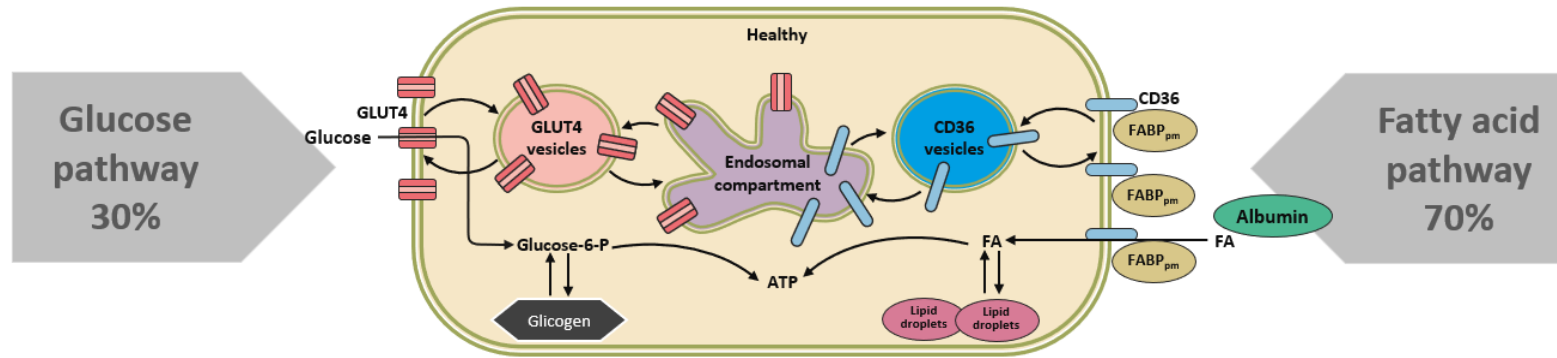 Healthy
Glucose
pathway
30%
GLUT4
Glucose
GLUT4
vesicles
Endosomal
compartment
CD36
vesicles
CD36
FABPpm
FABPpm
FABPpm
Fatty acid
pathway
70%
Albumin
FA
Glucose-6-P
ATP
FA
Glicogen
Lipid
droplets
Lipid
droplets